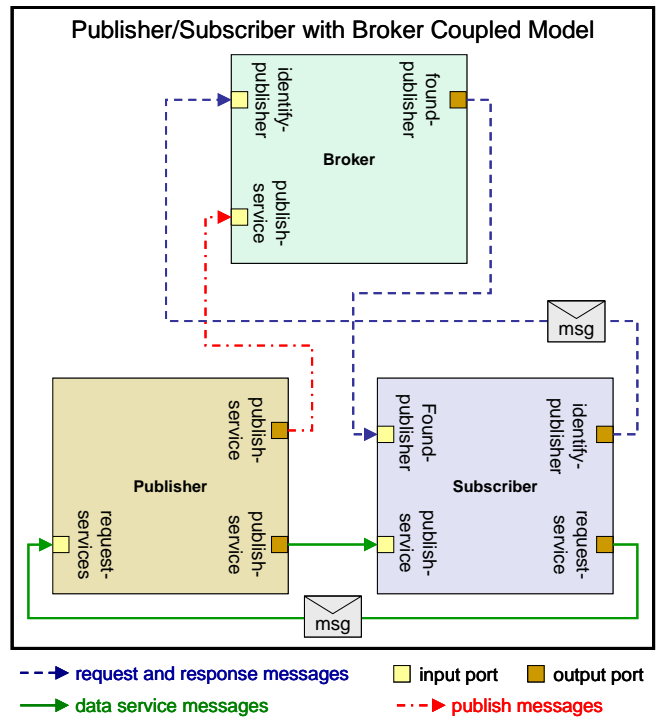 Publisher/Subscriber with Broker Coupled Model
identify-
publisher
found-
publisher
Broker
publish-
service
msg
publish-
service
Found-
publisher
identify-
publisher
Publisher
Subscriber
request-
services
publish-
service
publish-
service
request-
service
msg
request and response messages
input port
output port
data service messages
publish messages